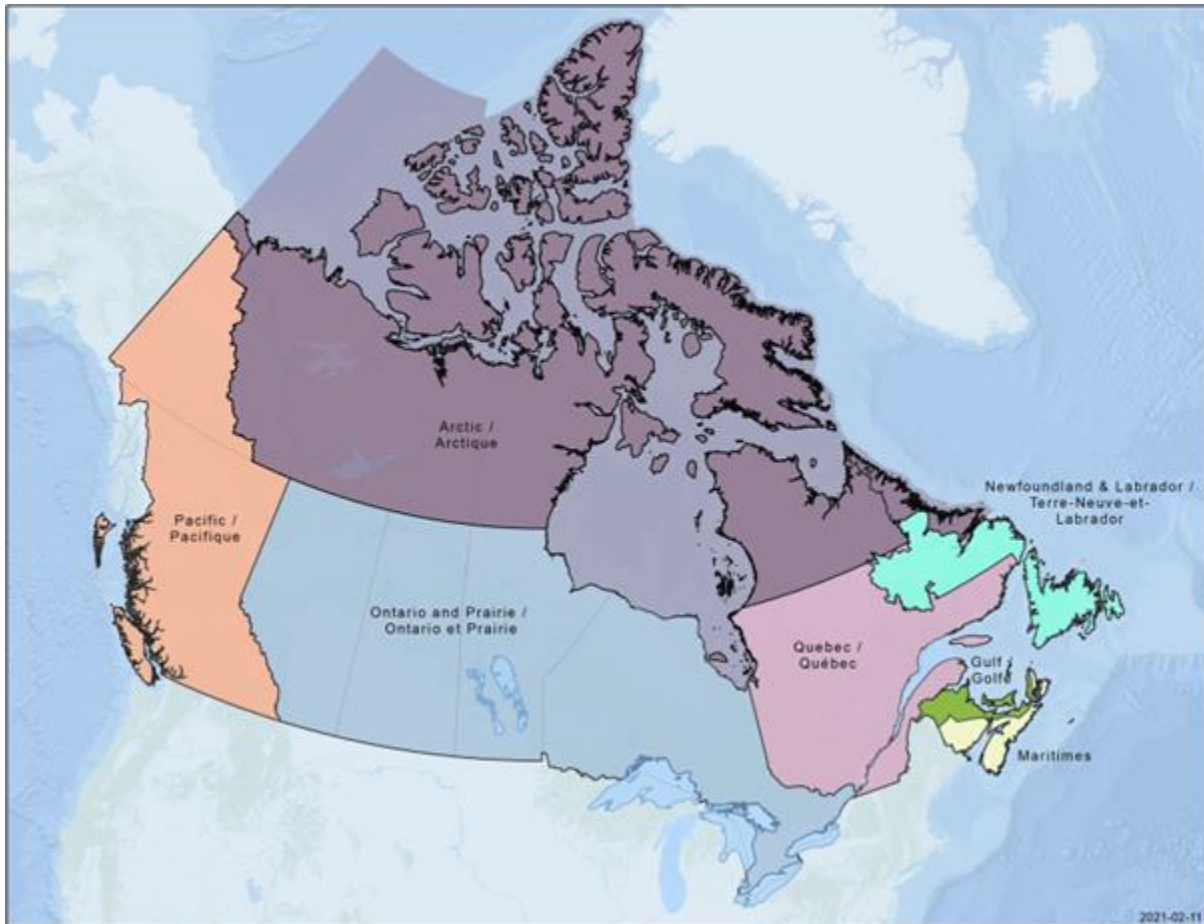 Arctic /
Arctique
Newfoundland & Labrador /
Terre-Neuve-et-
Labrador
Pacific /
Pacifique
Ontario and Prairie /
Ontario et Prairie
Quebec /
Québec
Gulf /
Golfe
Maritimes
2021-02-11